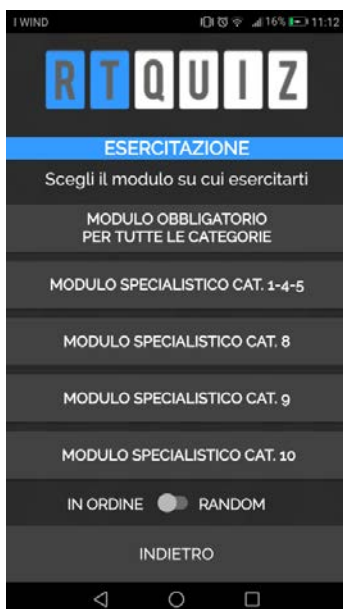 I WIND 16% 11:12
RTQUIZ
ESERCITAZIONE
Scegli il modulo su cui esercitarti
MODULO OBBLIGATORIO
PER TUTTE LE CATEGORIE
MODULO SPECIALISTICO CAT. 1-4-5
MODULO SPECIALISTICO CAT. 8
MODULO SPECIALISTICO CAT. 9
MODULO SPECIALISTICO CAT. 10
IN ORDINE RANDOM
INDIETRO